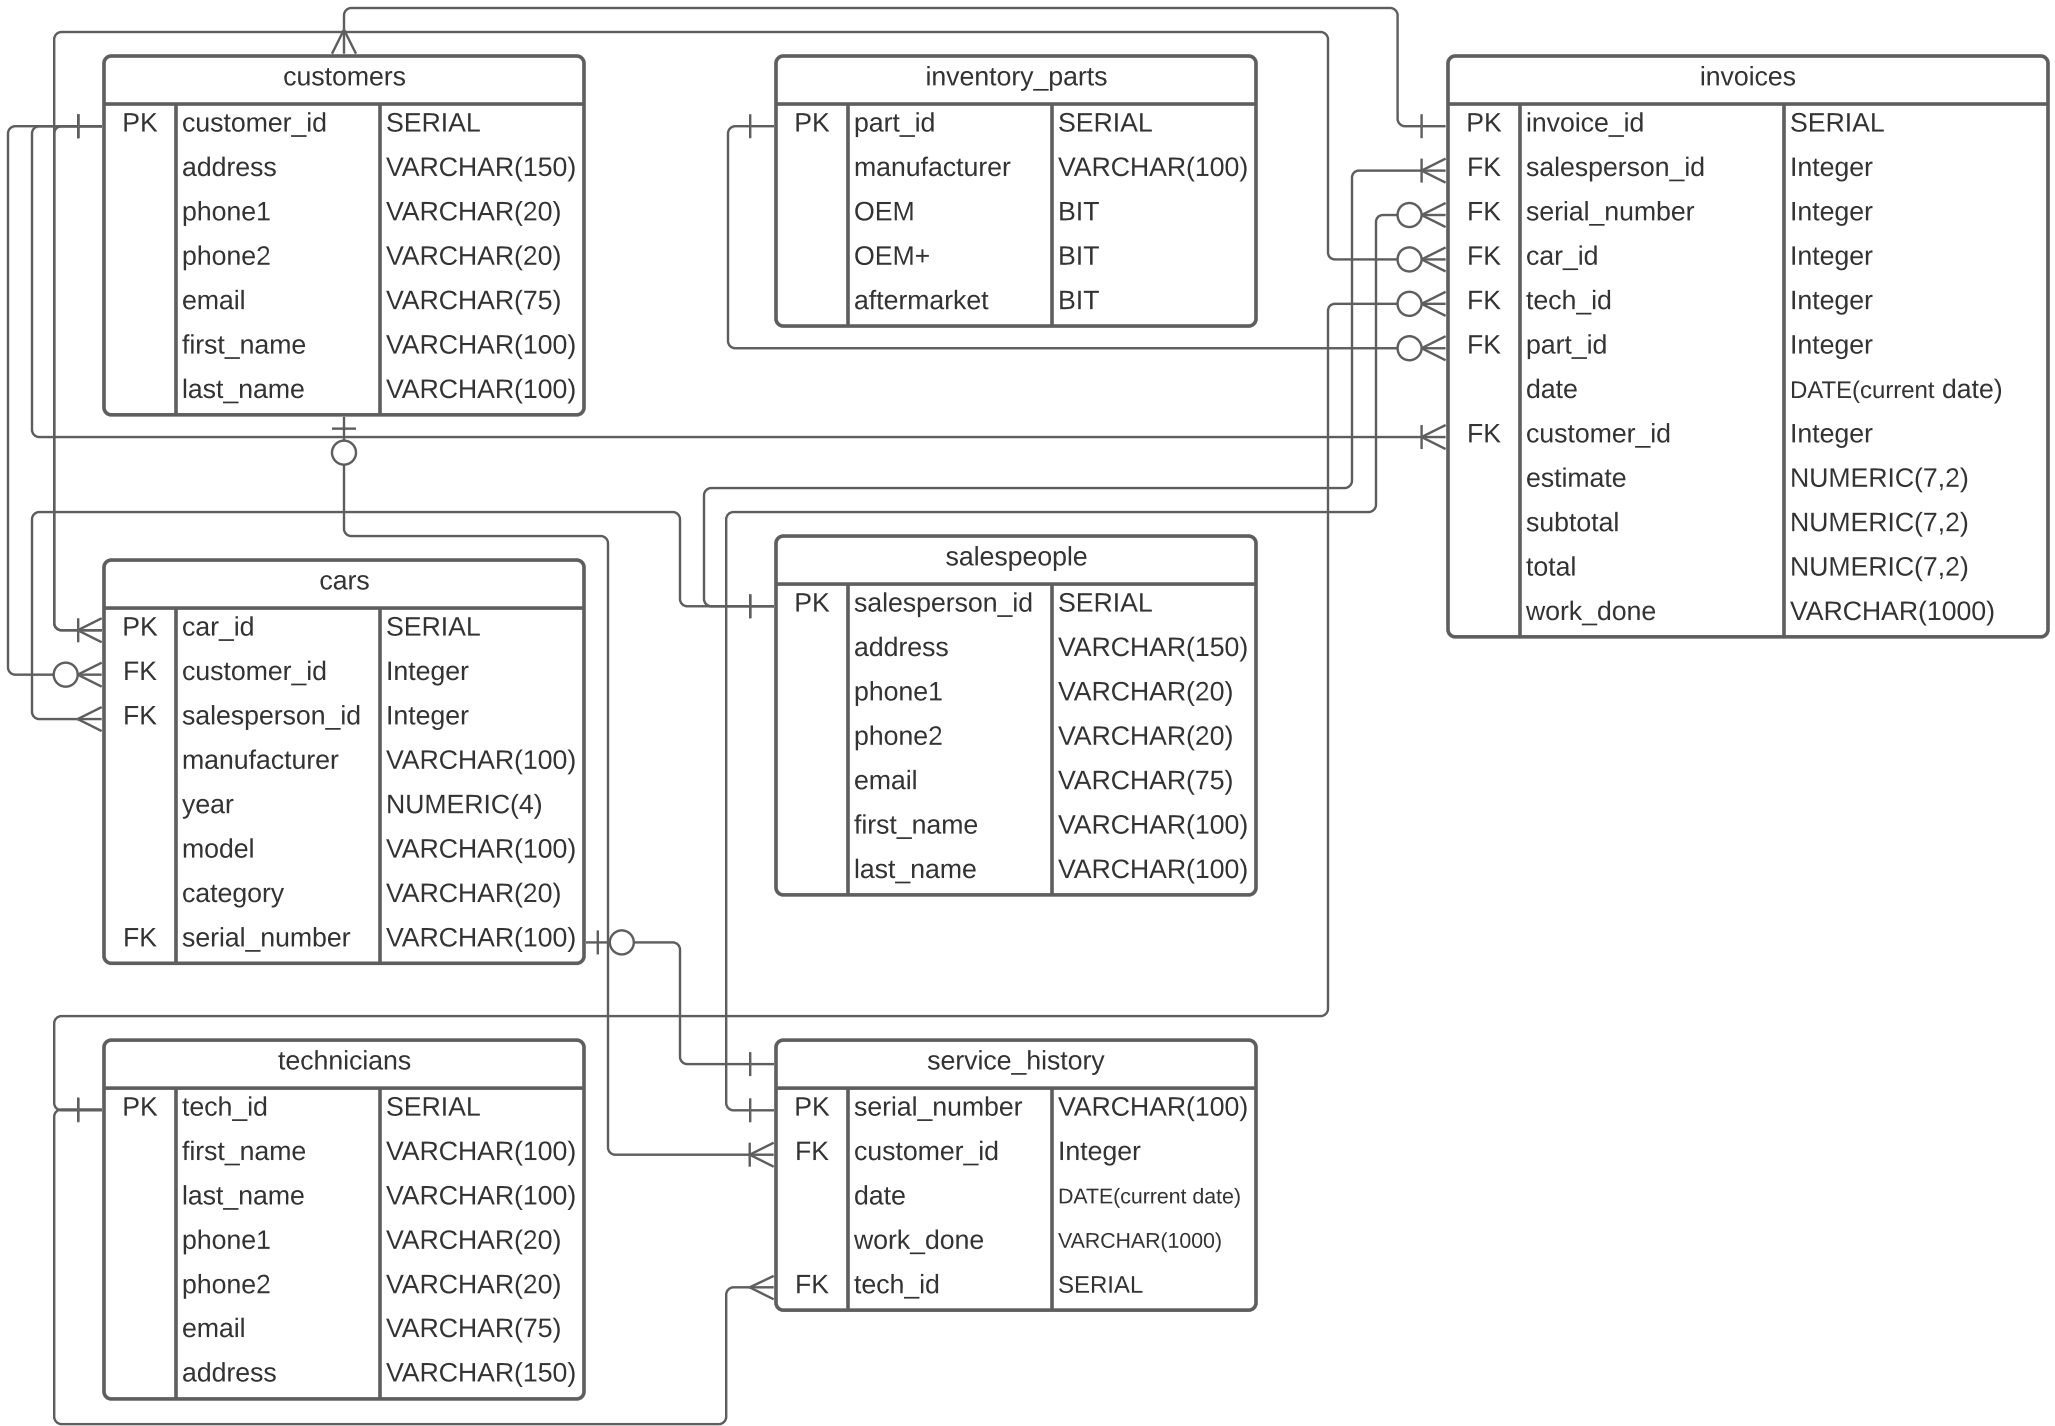 customers
PK customer_id SERIAL
address VARCHAR(150)
phone1 VARCHAR(20)
phone2 VARCHAR(20)
email VARCHAR(75)
first_name VARCHAR(100)
last_name VARCHAR(100)
inventory_parts
PK part_id SERIAL
manufacturer VARCHAR(100)
OEM BIT
OEM+ BIT
aftermarket BIT
invoices
PK invoice_id SERIAL
FK salesperson_id Integer
FK serial_number Integer
FK car_id Integer
FK tech_id Integer
FK part_id Integer
date DATE(current date)
FK customer_id Integer
estimate NUMERIC(7,2)
subtotal NUMERIC(7,2)
total NUMERIC(7,2)
work_done VARCHAR(1000)
cars
PK car_id SERIAL
FK customer_id Integer
FK salesperson_id Integer
manufacturer VARCHAR(100)
year NUMERIC(4)
model VARCHAR(100)
category VARCHAR(20)
FK serial_number VARCHAR(100)
salespeople
PK salesperson_id SERIAL
address VARCHAR(150)
phone1 VARCHAR(20)
phone2 VARCHAR(20)
email VARCHAR(75)
first_name VARCHAR(100)
last_name VARCHAR(100)
technicians
PK tech_id SERIAL
first_name VARCHAR(100)
last_name VARCHAR(100)
phone1 VARCHAR(20)
phone2 VARCHAR(20)
email VARCHAR(75)
address VARCHAR(150)
service_history
PK serial_number VARCHAR(100)
FK customer_id Integer
date DATE(current date)
work_done VARCHAR(1000)
FK tech_id SERIAL